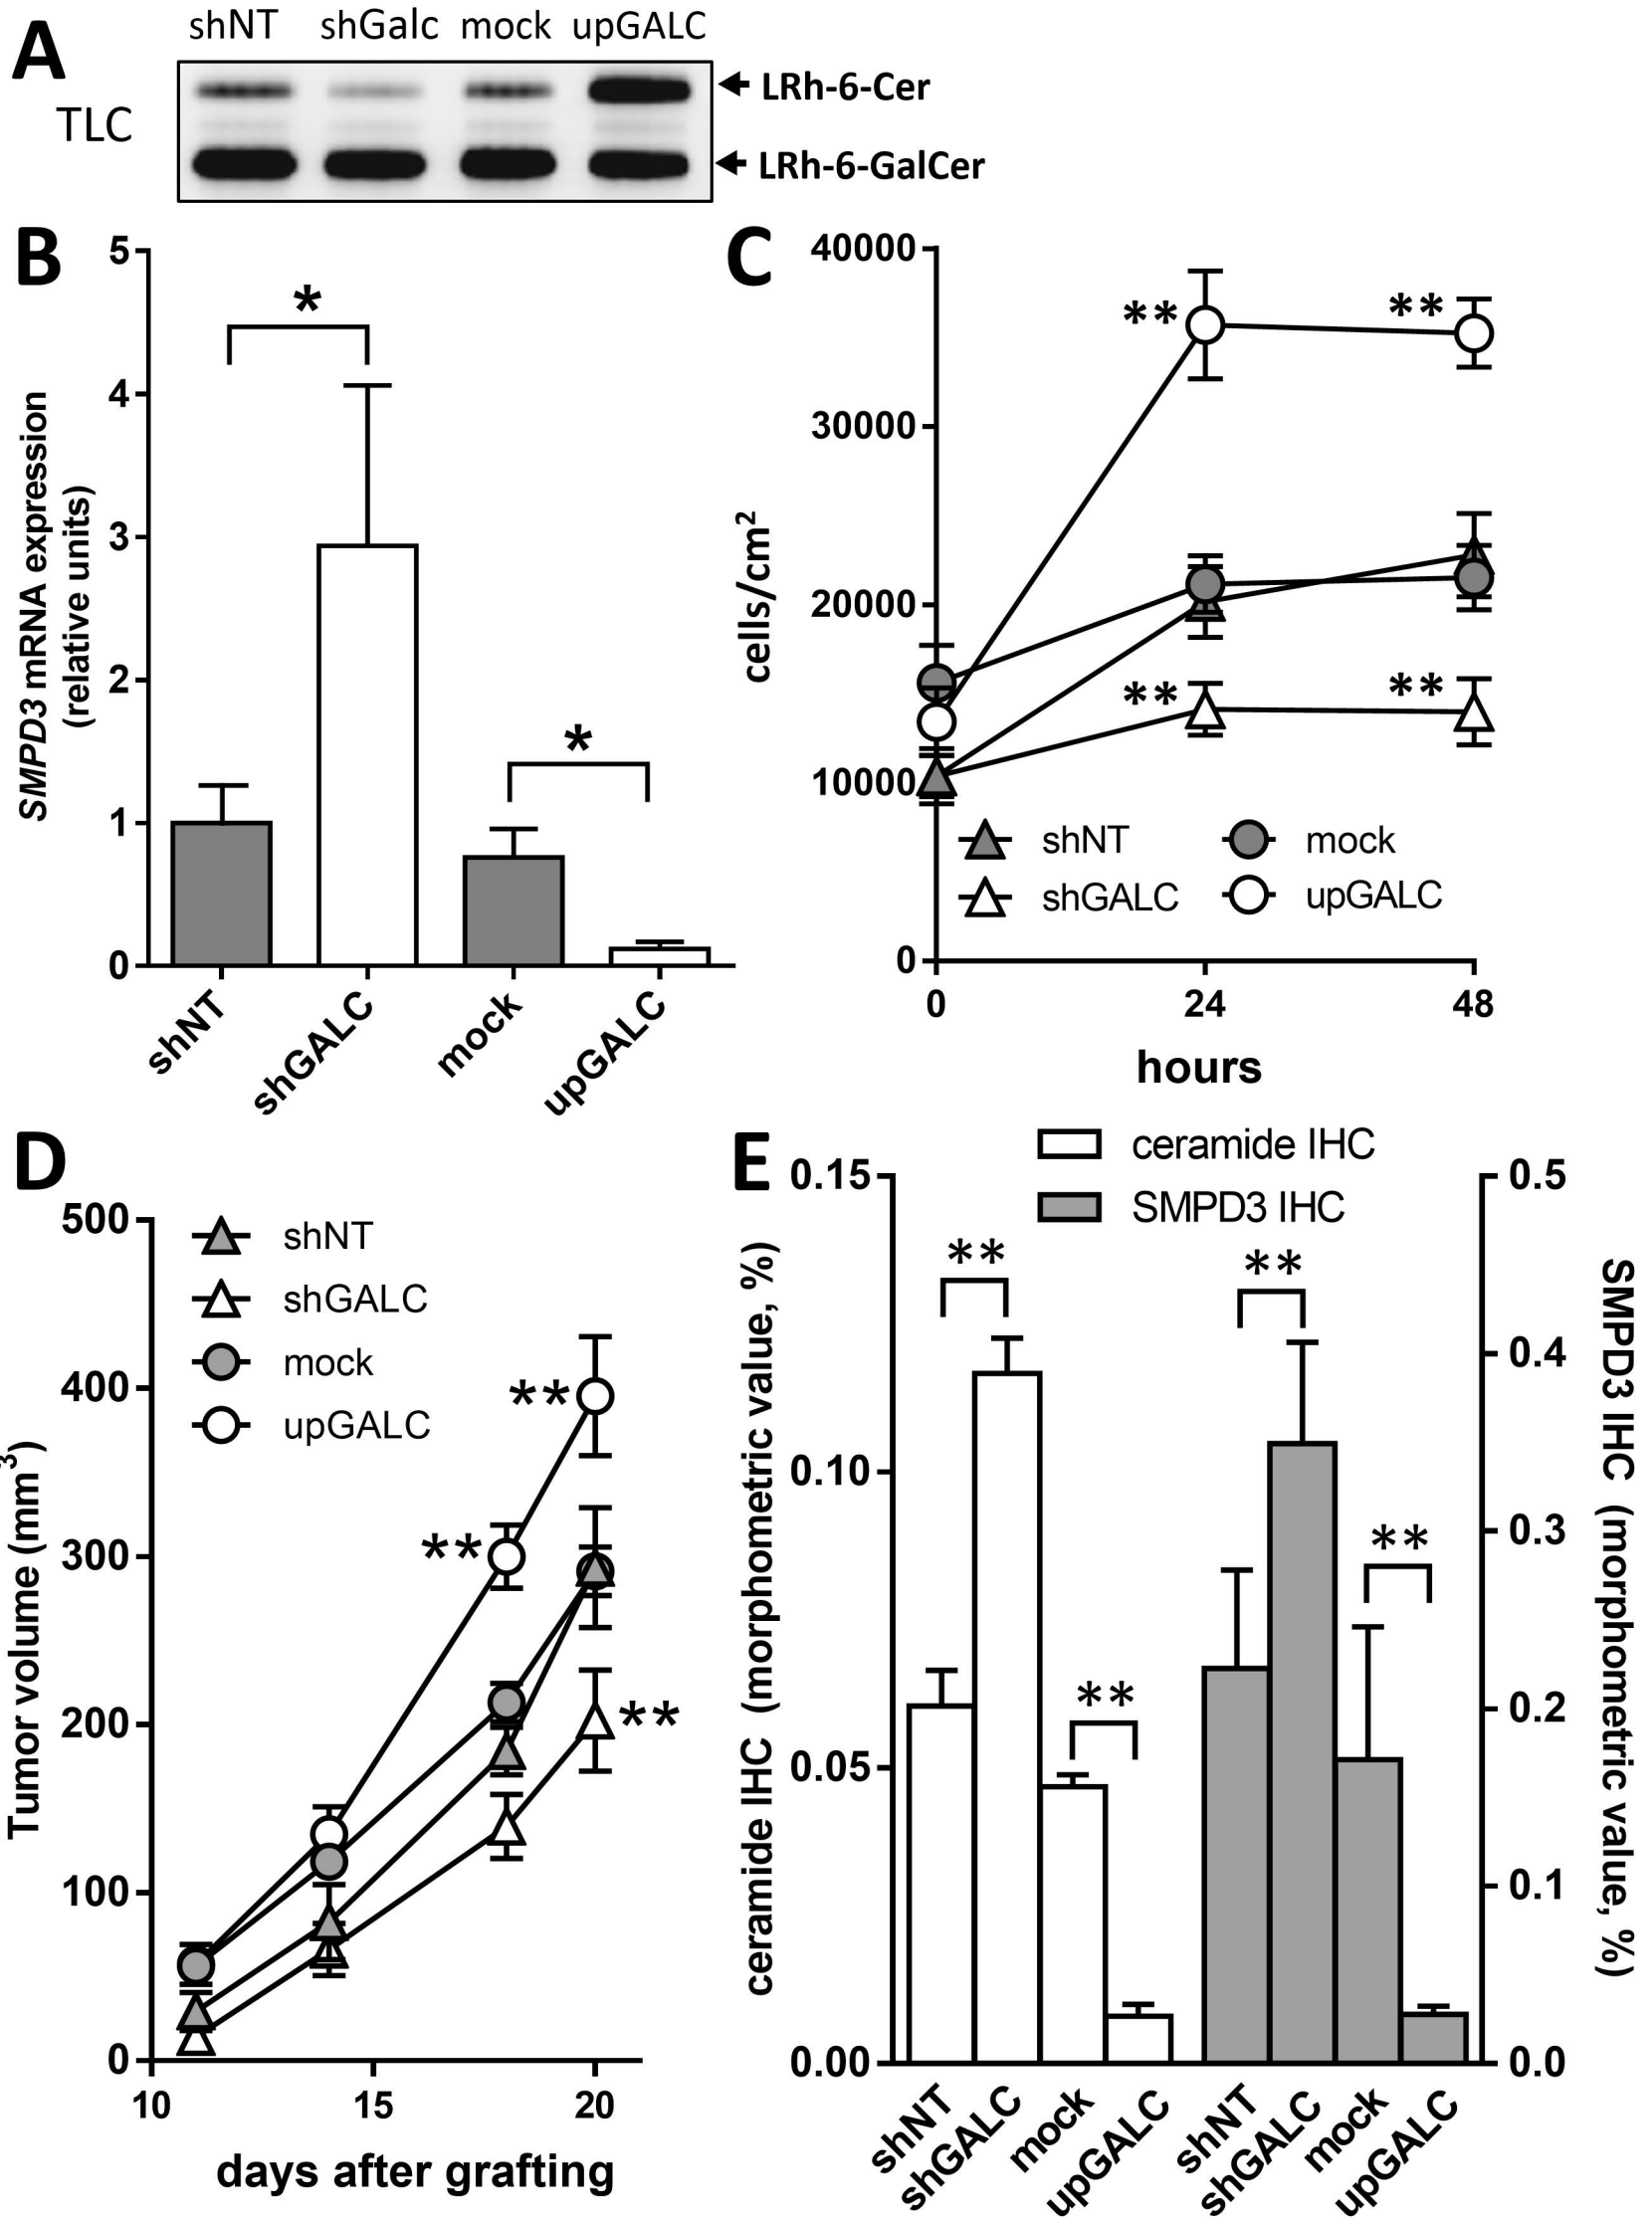 A
shNT shGalc mock upGALC
TLC
LRh-6-Cer
LRh-6-GalCer
B
SMPD3 mRNA expression
(relative units)
5
4
3
2
1
0
*
*
shNT
shGALC
mock
upGALC
C
cells/cm²
40000
30000
20000
10000
0
**
**
**
**
shNT
mock
shGALC
upGALC
0 24 48
hours
D
Tumor volume (mm³)
500
400
300
200
100
0
shNT
shGALC
mock
upGALC
**
**
**
10 15 20
days after grafting
E
ceramide IHC
SMPD3 IHC
ceramide IHC (morphometric value, %)
0.15
0.10
0.05
0.00
**
**
**
**
0.5
0.4
0.3
0.2
0.1
0.0
SMPD3 IHC (morphometric value, %)
shNT
shGALC
mock
upGALC
shNT
shGALC
mock
upGALC